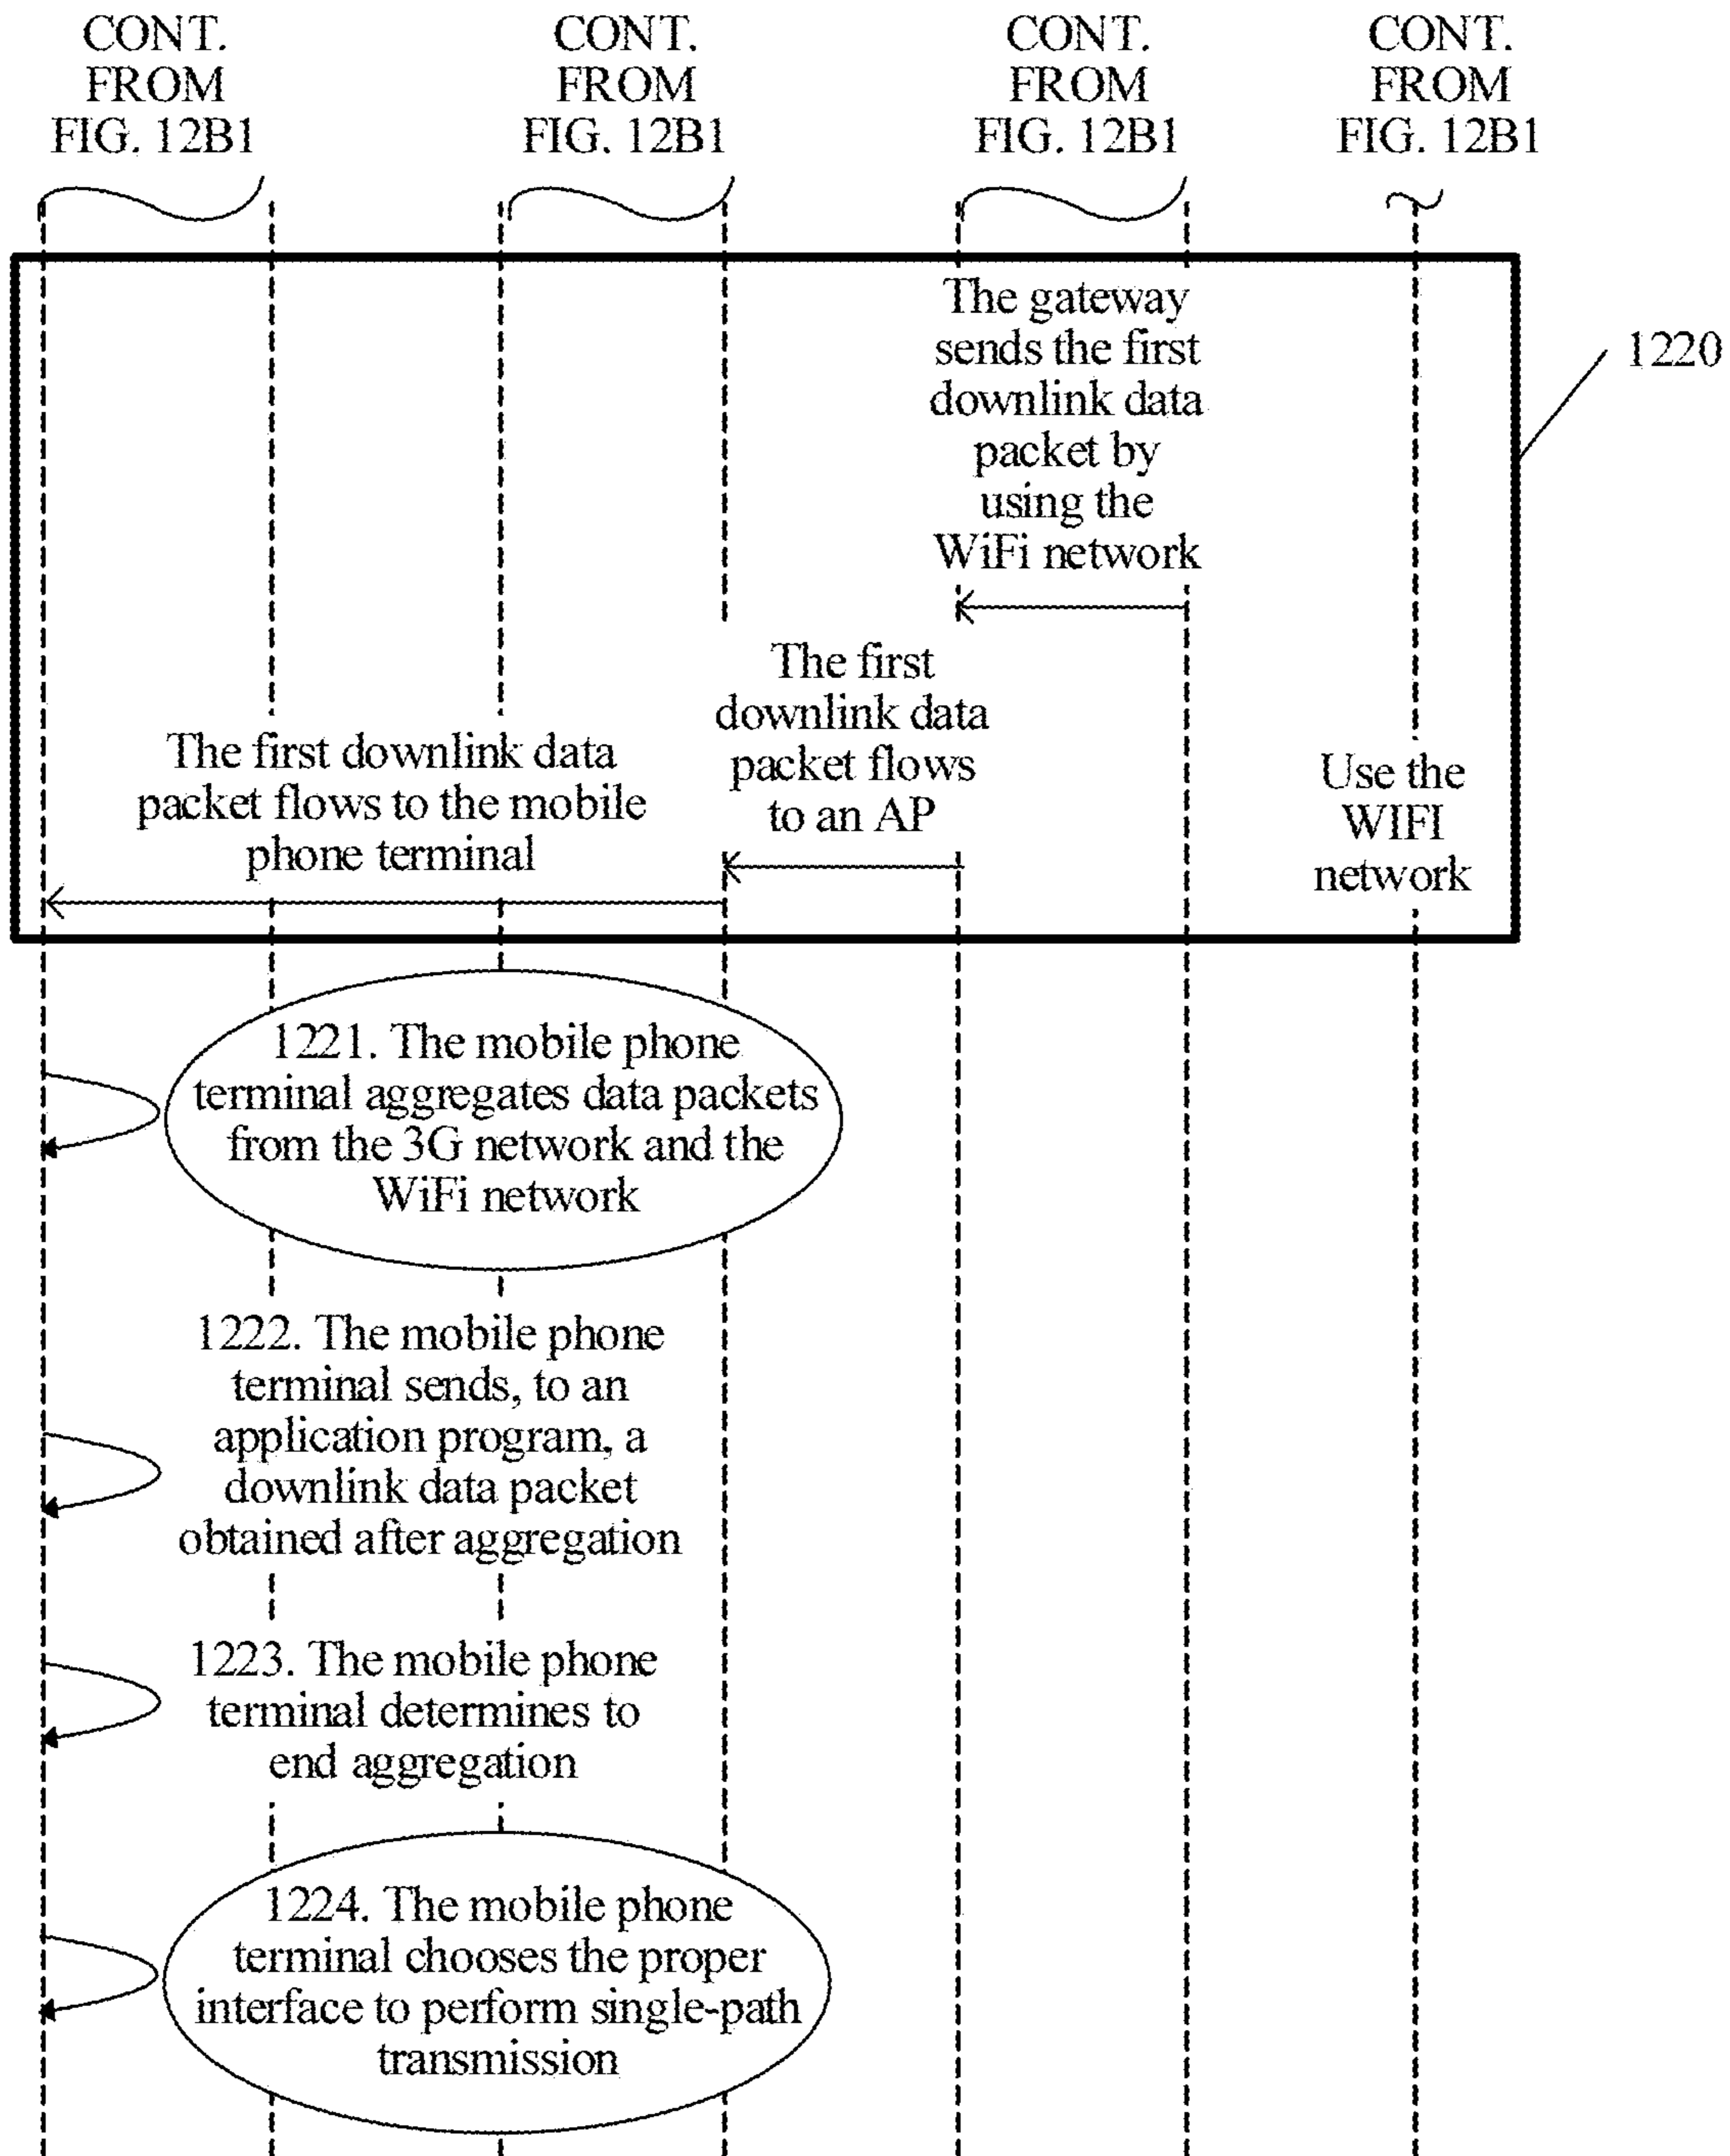 CONT.
FROM
FIG. 12B1
CONT.
FROM
FIG. 12B1
CONT.
FROM
FIG. 12B1
CONT.
FROM
FIG. 12B1
The gateway
sends the first
downlink data
packet by
using the
WiFi network
1220
The first
downlink data
packet flows
to an AP
The first downlink data
packet flows to the mobile
phone terminal
Use the
WIFI
network
1221. The mobile phone
terminal aggregates data packets
from the 3G network and the
WiFi network
1222. The mobile phone
terminal sends, to an
application program, a
downlink data packet
obtained after aggregation
1223. The mobile phone
terminal determines to
end aggregation
1224. The mobile phone
terminal chooses the proper
interface to perform single-path
transmission